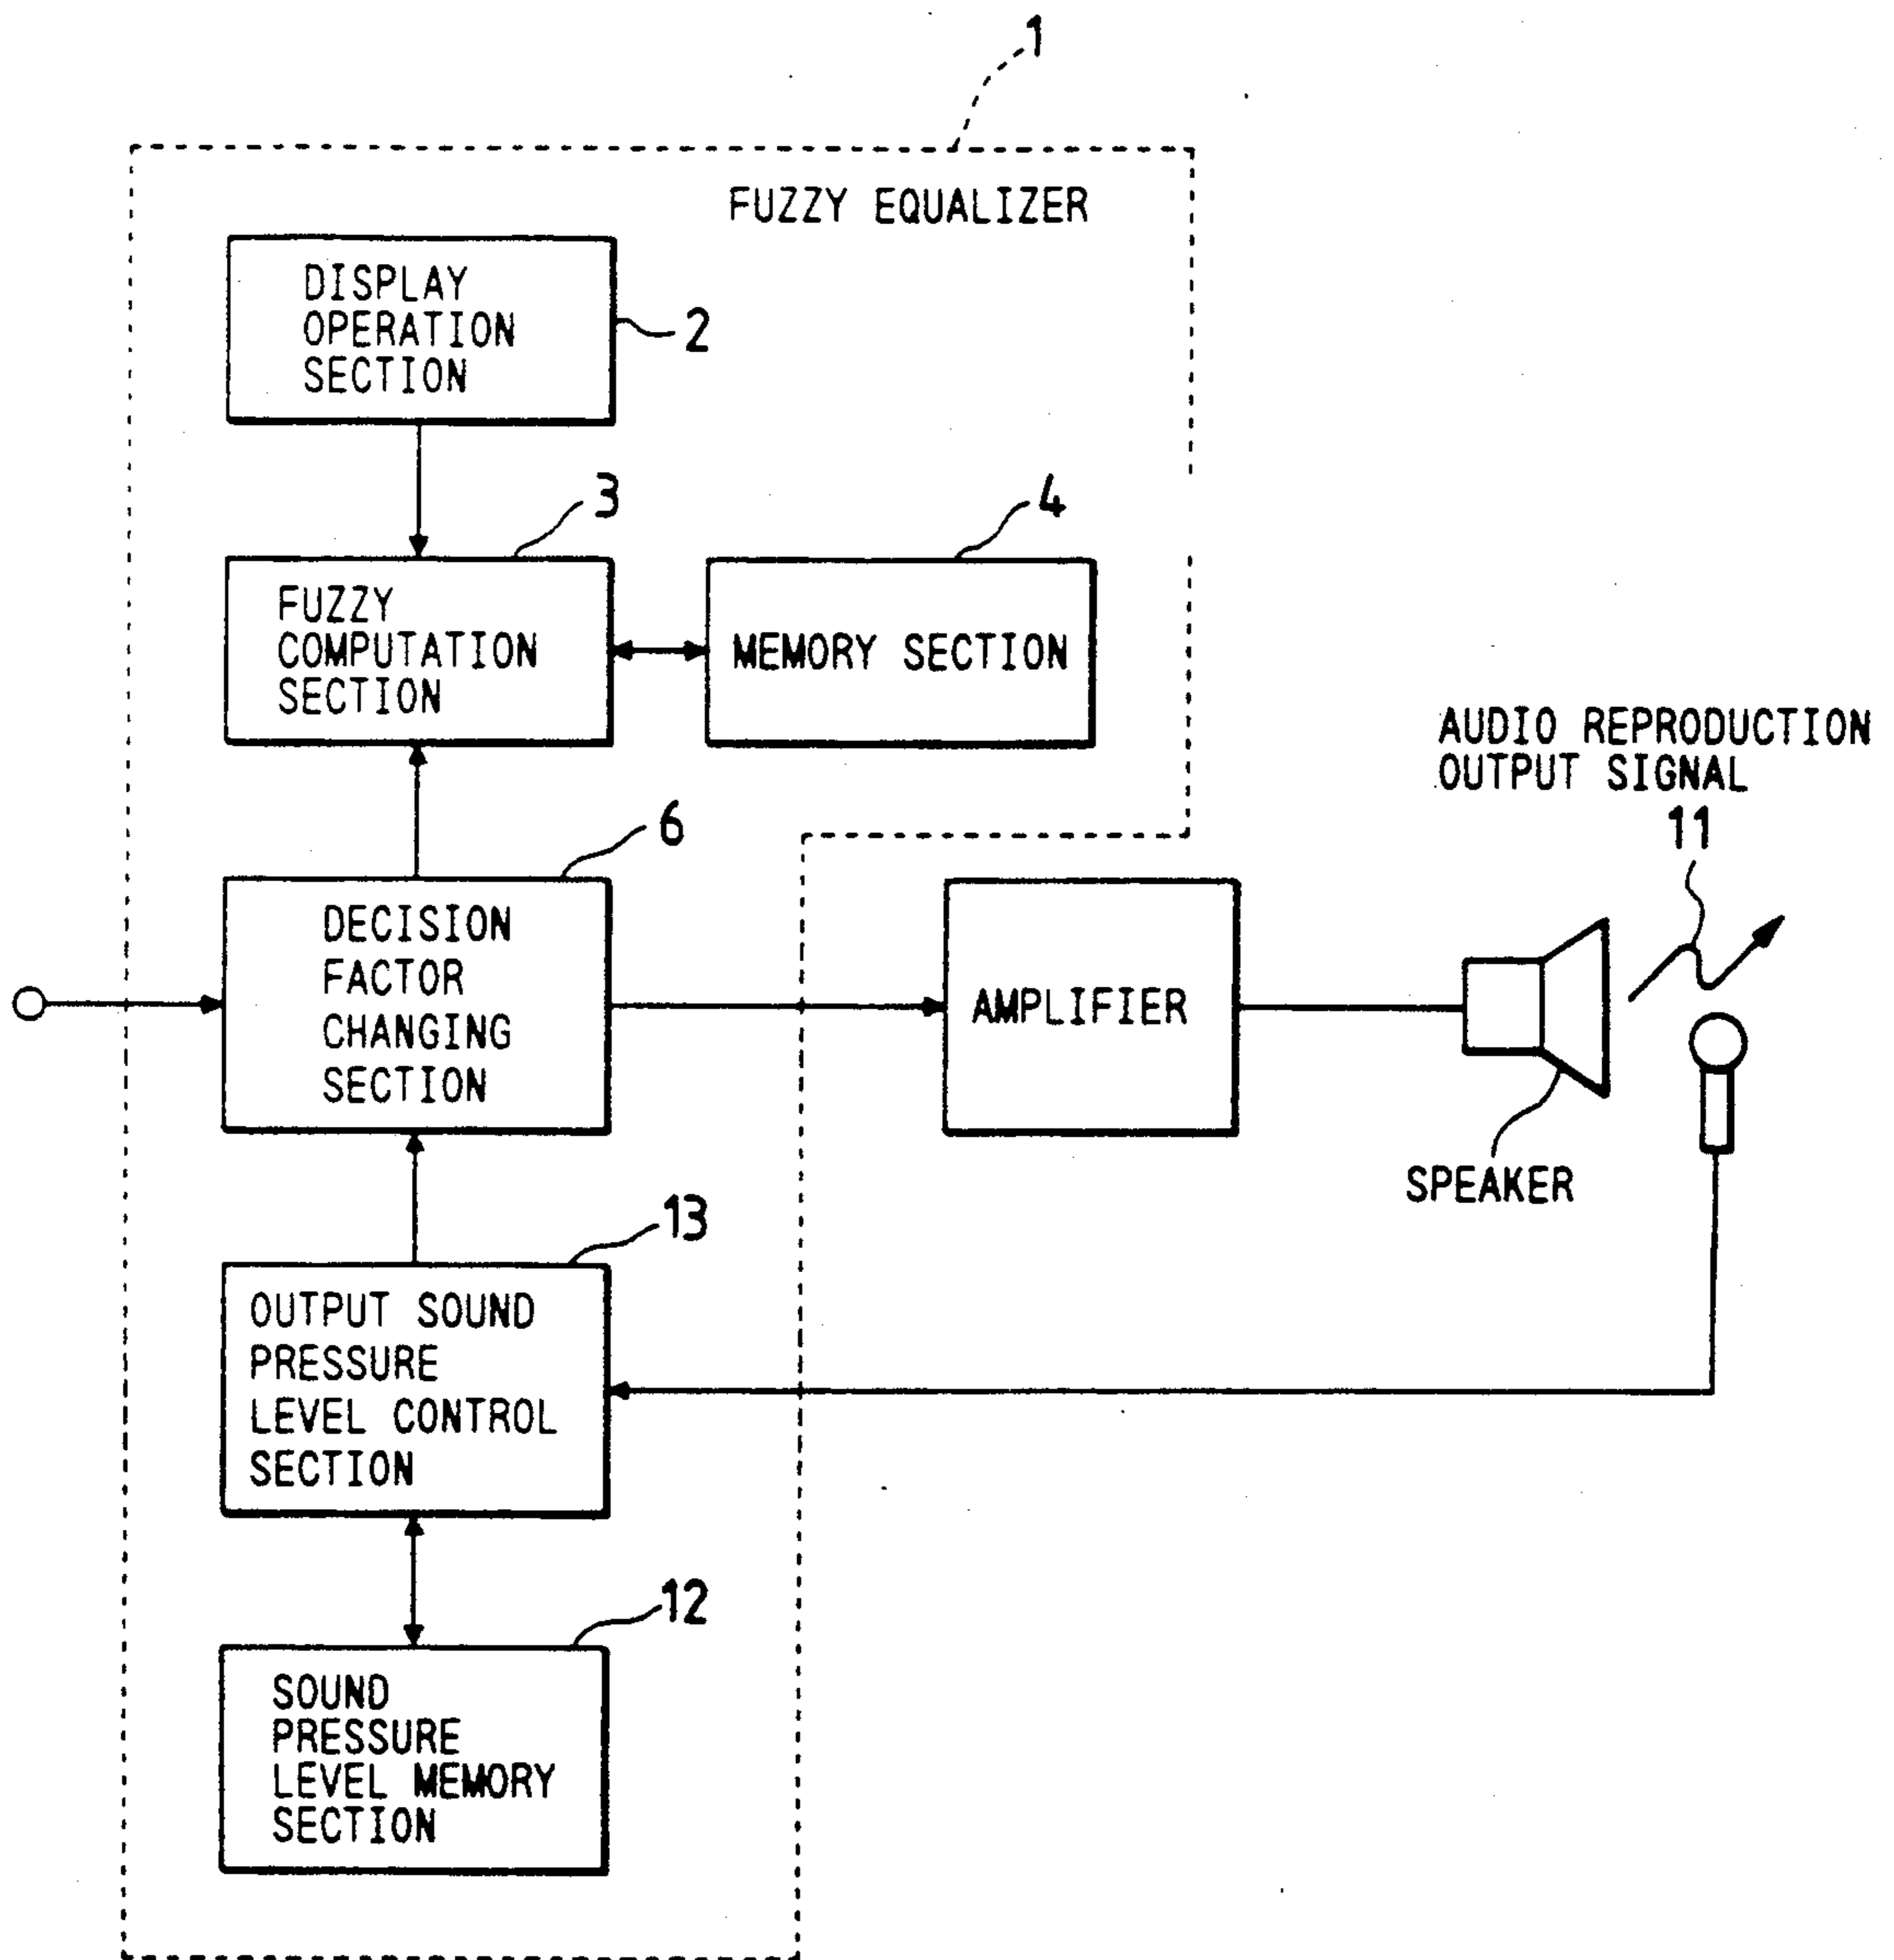 1
FUZZY EQUALIZER
DISPLAY
OPERATION
SECTION
2
3
FUZZY
COMPUTATION
SECTION
4
MEMORY SECTION
AUDIO REPRODUCTION
OUTPUT SIGNAL
11
6
DECISION
FACTOR
CHANGING
SECTION
AMPLIFIER
SPEAKER
13
OUTPUT SOUND
PRESSURE
LEVEL CONTROL
SECTION
12
SOUND
PRESSURE
LEVEL MEMORY
SECTION